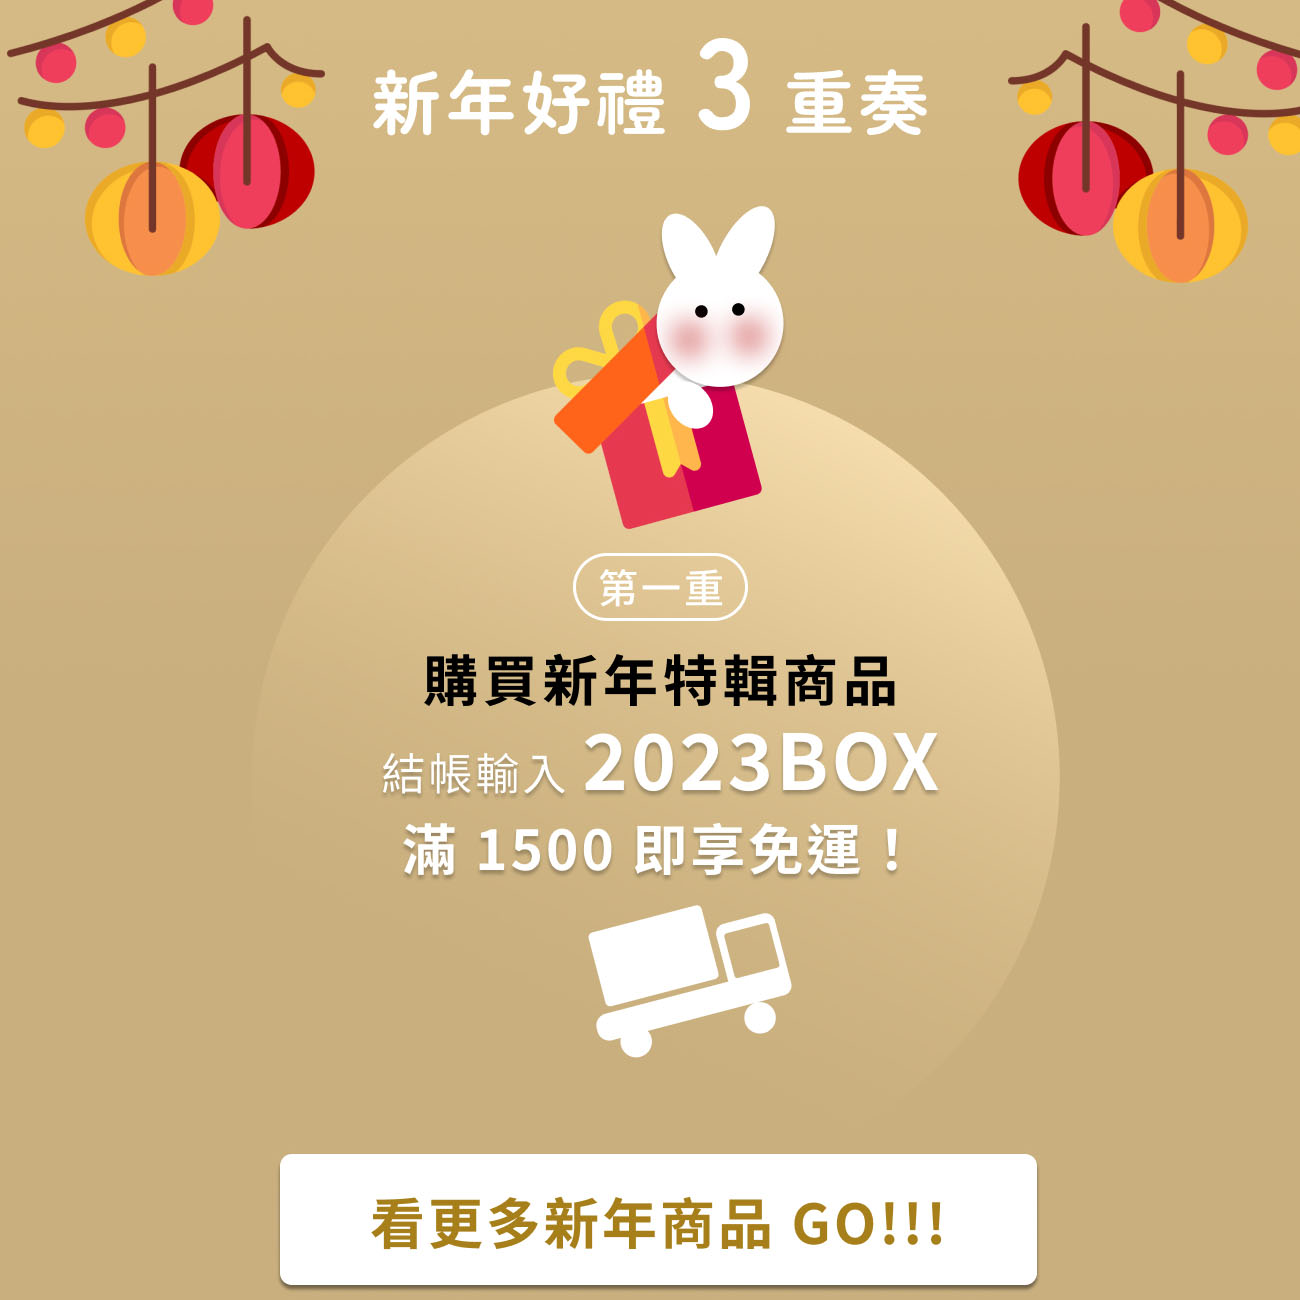 新年好禮 3 重奏
第一重
購買新年特輯商品
結帳輸入 2023BOX
滿 1500 即享免運！
看更多新年商品 GO!!!